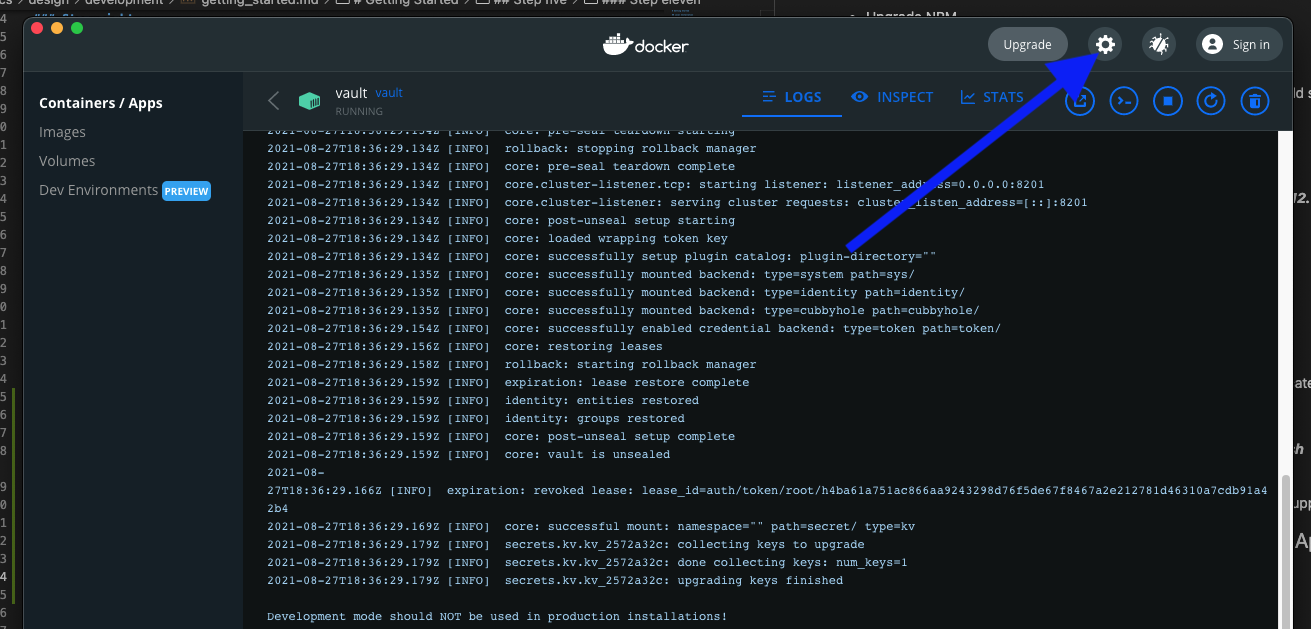 design > development > getting_started.md > # Getting Started > ## Step five > ### Step eleven
Upgrade NPM
docker
Upgrade
Sign in
Containers / Apps
Images
Volumes
Dev Environments PREVIEW
vault vault
RUNNING
LOGS
INSPECT
STATS
2021-08-27T18:36:29.134Z [INFO] core: pre-seal teardown starting
2021-08-27T18:36:29.134Z [INFO] rollback: stopping rollback manager
2021-08-27T18:36:29.134Z [INFO] core: pre-seal teardown complete
2021-08-27T18:36:29.134Z [INFO] core.cluster-listener.tcp: starting listener: listener_address=0.0.0.0:8201
2021-08-27T18:36:29.134Z [INFO] core.cluster-listener: serving cluster requests: cluster_listen_address=[::]:8201
2021-08-27T18:36:29.134Z [INFO] core: post-unseal setup starting
2021-08-27T18:36:29.134Z [INFO] core: loaded wrapping token key
2021-08-27T18:36:29.134Z [INFO] core: successfully setup plugin catalog: plugin-directory=""
2021-08-27T18:36:29.135Z [INFO] core: successfully mounted backend: type=system path=sys/
2021-08-27T18:36:29.135Z [INFO] core: successfully mounted backend: type=identity path=identity/
2021-08-27T18:36:29.135Z [INFO] core: successfully mounted backend: type=cubbyhole path=cubbyhole/
2021-08-27T18:36:29.154Z [INFO] core: successfully enabled credential backend: type=token path=token/
2021-08-27T18:36:29.156Z [INFO] core: restoring leases
2021-08-27T18:36:29.158Z [INFO] rollback: starting rollback manager
2021-08-27T18:36:29.159Z [INFO] expiration: lease restore complete
2021-08-27T18:36:29.159Z [INFO] identity: entities restored
2021-08-27T18:36:29.159Z [INFO] identity: groups restored
2021-08-27T18:36:29.159Z [INFO] core: post-unseal setup complete
2021-08-27T18:36:29.159Z [INFO] core: vault is unsealed
2021-08-
27T18:36:29.166Z [INFO] expiration: revoked lease: lease_id=auth/token/root/h4ba61a751ac866aa9243298d76f5de67f8467a2e212781d46310a7cdb91a4
2b4
2021-08-27T18:36:29.169Z [INFO] core: successful mount: namespace="" path=secret/ type=kv
2021-08-27T18:36:29.179Z [INFO] secrets.kv.kv_2572a32c: collecting keys to upgrade
2021-08-27T18:36:29.179Z [INFO] secrets.kv.kv_2572a32c: done collecting keys: num_keys=1
2021-08-27T18:36:29.179Z [INFO] secrets.kv.kv_2572a32c: upgrading keys finished
Development mode should NOT be used in production installations!